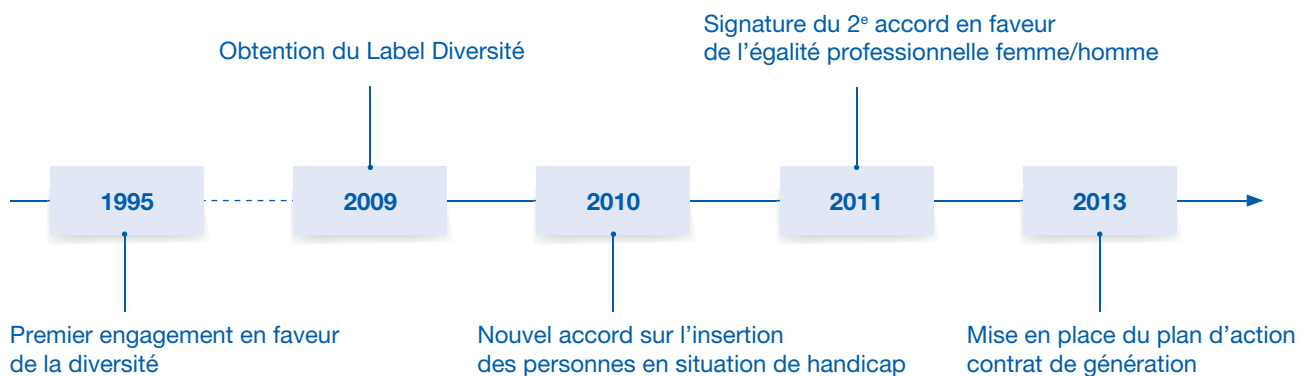 Signature du 2e accord en faveur
de l’égalité professionnelle femme/homme
Obtention du Label Diversité
1995
2009
2010
2011
2013
Premier engagement en faveur
de la diversité
Nouvel accord sur l’insertion
des personnes en situation de handicap
Mise en place du plan d’action
contrat de génération